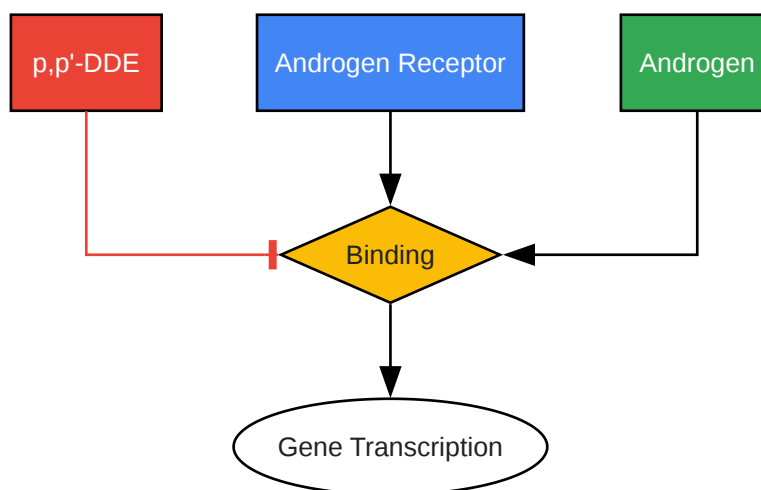 p,p'-DDE
Androgen Receptor
Androgen
Binding
Gene Transcription